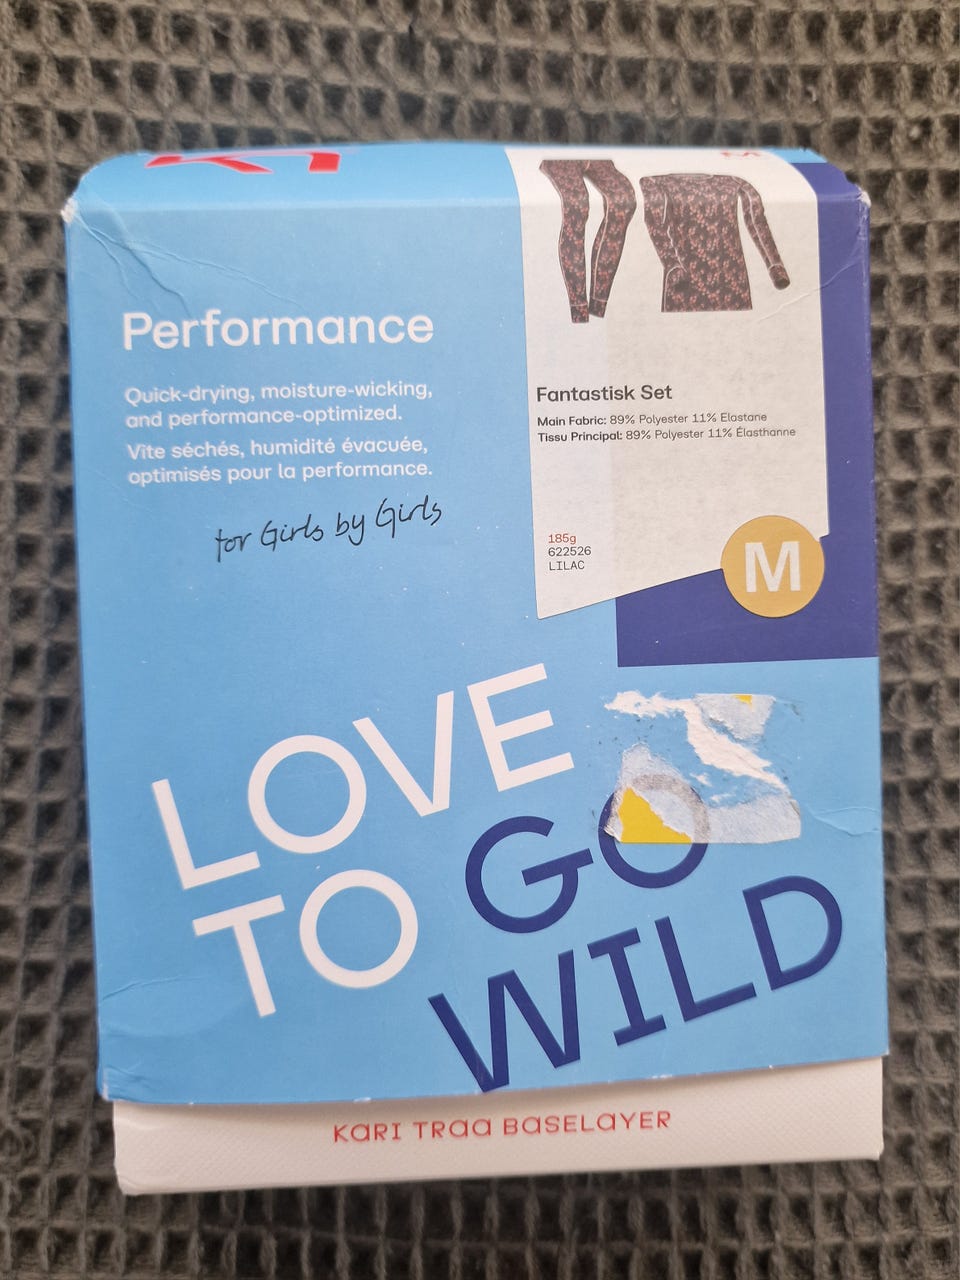 KT
M
Performance
Quick-drying, moisture-wicking,
and performance-optimized.
Vite séchés, humidité évacuée,
optimisés pour la performance.
for Girls by Girls
Fantastisk Set
Main Fabric: 89% Polyester 11% Elastane
Tissu Principal: 89% Polyester 11% Élasthanne
185g
622526
LILAC
M
LOVE
TO GO
WILD
KARI TRAA BASELAYER